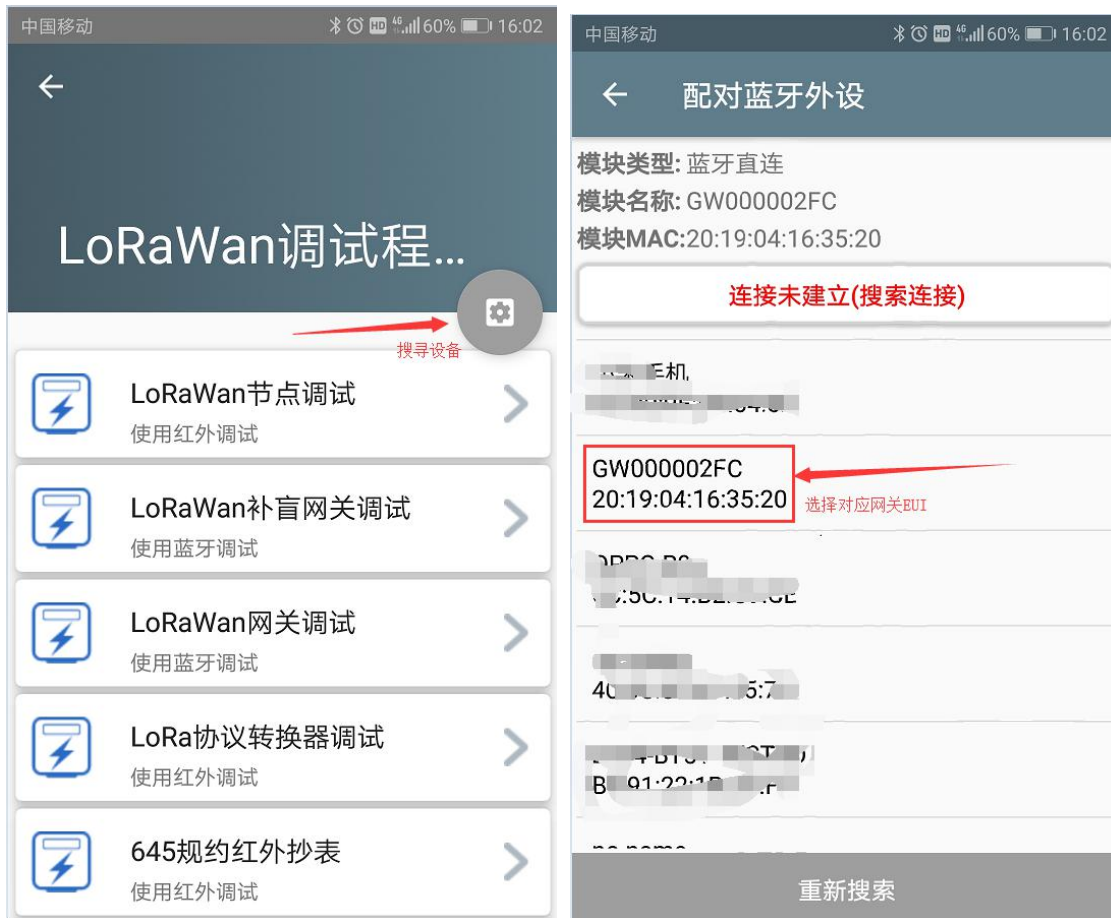 中国移动
HD 4G 60% 16:02
LoRaWan调试程...
搜寻设备
LoRaWan节点调试
使用红外调试
LoRaWan补盲网关调试
使用蓝牙调试
LoRaWan网关调试
使用蓝牙调试
LoRa协议转换器调试
使用红外调试
645规约红外抄表
使用红外调试
中国移动
HD 4G 60% 16:02
配对蓝牙外设
模块类型: 蓝牙直连
模块名称: GW000002FC
模块MAC:20:19:04:16:35:20
连接未建立(搜索连接)
手机
GW000002FC
20:19:04:16:35:20
选择对应网关EUI
重新搜索